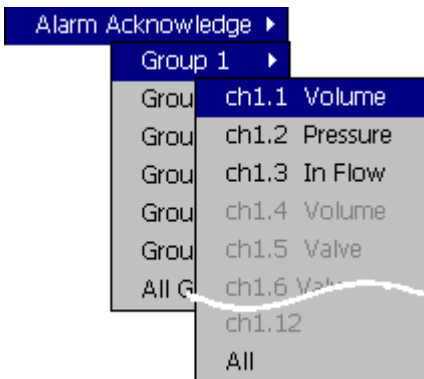 Alarm Acknowledge
Group 1
Grou
Grou
Grou
Grou
Grou
All G
ch1.1 Volume
ch1.2 Pressure
ch1.3 In Flow
ch1.4 Volume
ch1.5 Valve
ch1.6
ch1.12
All